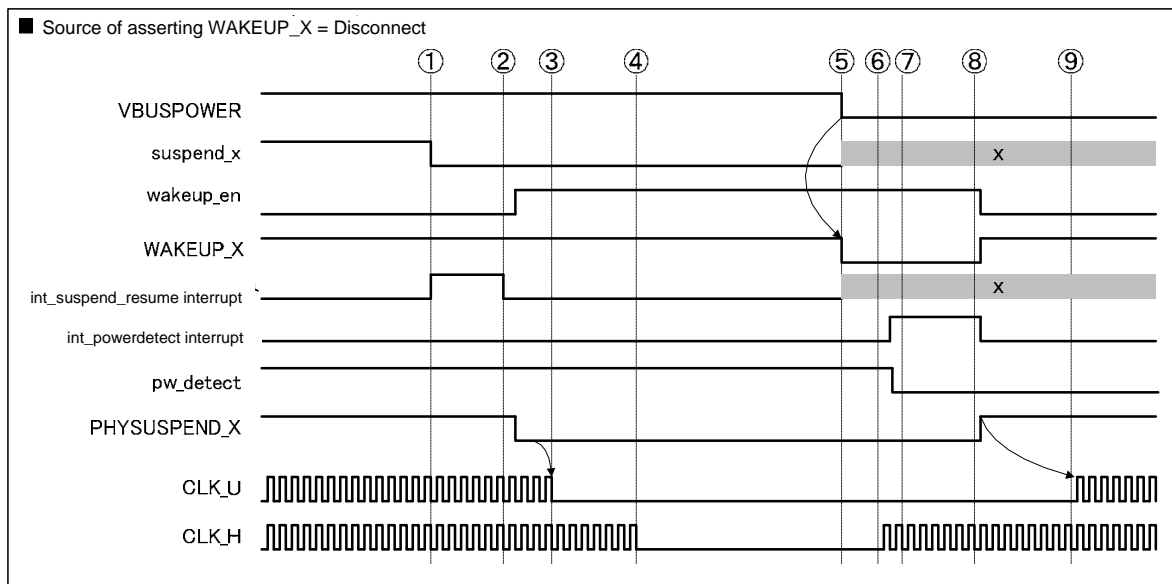 ■ Source of asserting WAKEUP_X = Disconnect
① ② ③ ④ ⑤ ⑥ ⑦ ⑧ ⑨
VBUSPOWER
suspend_x x
wakeup_en
WAKEUP_X
int_suspend_resume interrupt x
int_powerdetect interrupt
pw_detect
PHYSUSPEND_X
CLK_U
CLK_H